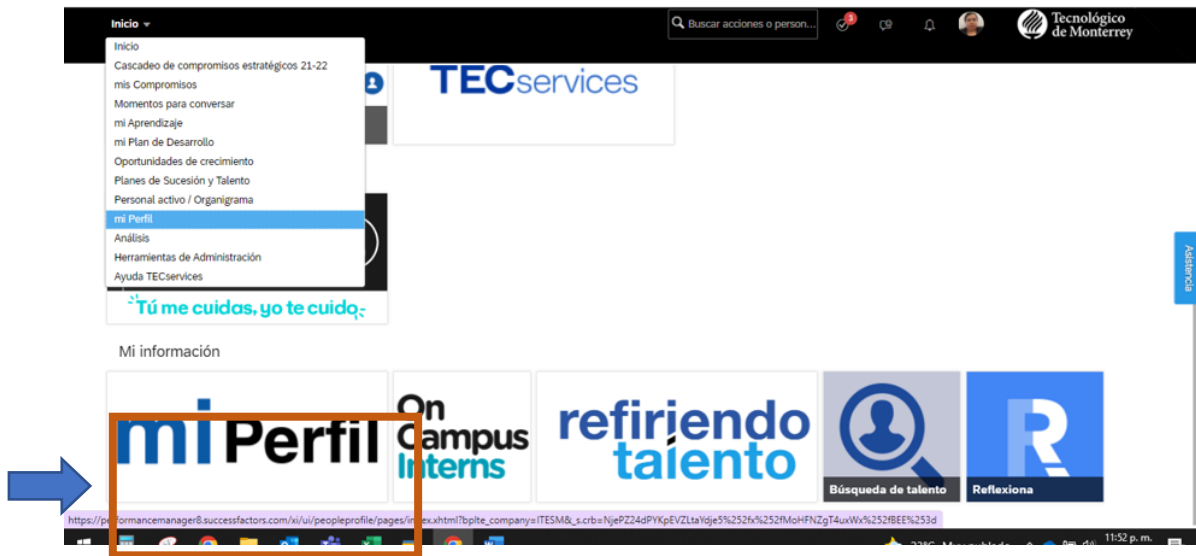 Inicio
Buscar acciones o person...
3
Tecnológico
de Monterrey
Inicio
Cascadeo de compromisos estratégicos 21-22
mis Compromisos
Momentos para conversar
mi Aprendizaje
mi Plan de Desarrollo
Oportunidades de crecimiento
Planes de Sucesión y Talento
Personal activo / Organigrama
mi Perfil
Análisis
Herramientas de Administración
Ayuda TECservices
TECservices
Asistencia
Tú me cuidas, yo te cuido
Mi información
mi Perfil
On
Campus
Interns
refiriendo
talento
Búsqueda de talento
R
Reflexiona
11:52 p. m.